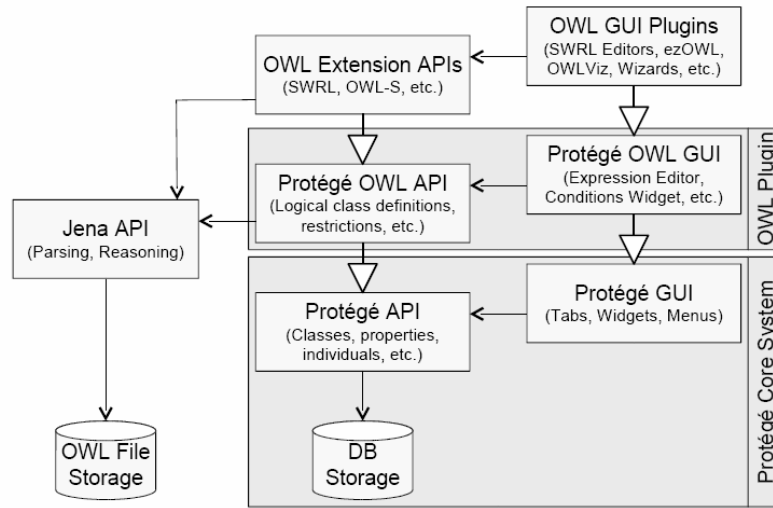 OWL GUI Plugins
(SWRL Editors, ezOWL,
OWLViz, Wizards, etc.)
OWL Extension APIs
(SWRL, OWL-S, etc.)
Protégé OWL API
(Logical class definitions,
restrictions, etc.)
Protégé OWL GUI
(Expression Editor,
Conditions Widget, etc.)
OWL Plugin
Jena API
(Parsing, Reasoning)
Protégé API
(Classes, properties,
individuals, etc.)
Protégé GUI
(Tabs, Widgets, Menus)
Protégé Core System
OWL File
Storage
DB
Storage